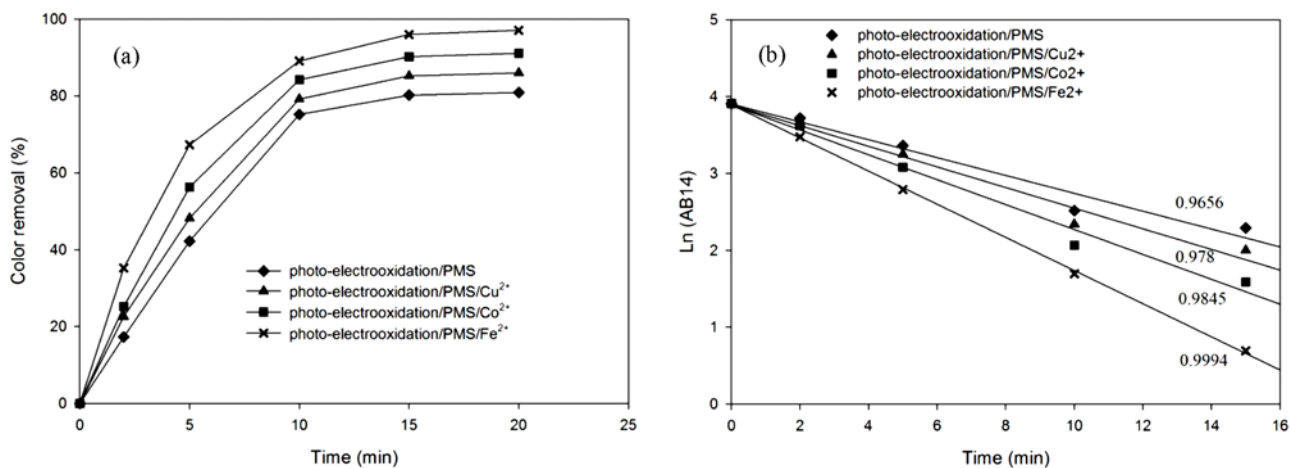 (a)
Color removal (%)
100
80
60
40
20
0
photo-electrooxidation/PMS
photo-electrooxidation/PMS/Cu²⁺
photo-electrooxidation/PMS/Co²⁺
photo-electrooxidation/PMS/Fe²⁺
0 5 10 15 20 25
Time (min)
(b)
Ln (AB14)
5
4
3
2
1
0
photo-electrooxidation/PMS
photo-electrooxidation/PMS/Cu2+
photo-electrooxidation/PMS/Co2+
photo-electrooxidation/PMS/Fe2+
0.9656
0.978
0.9845
0.9994
0 2 4 6 8 10 12 14 16
Time (min)